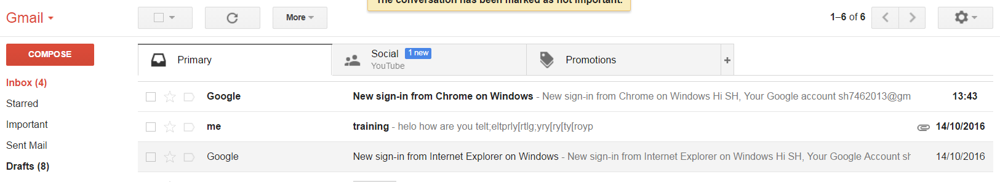 The conversation has been marked as not important.
Gmail
More
1–6 of 6
COMPOSE
Primary
Social 1 new
YouTube
Promotions
+
Inbox (4)
Google New sign-in from Chrome on Windows - New sign-in from Chrome on Windows Hi SH, Your Google account sh7462013@gm 13:43
Starred
Important
me training - helo how are you telt;eltprly[rtlg;yry[ry[ty[royp 14/10/2016
Sent Mail
Google New sign-in from Internet Explorer on Windows - New sign-in from Internet Explorer on Windows Hi SH, Your Google Account sh 14/10/2016
Drafts (8)